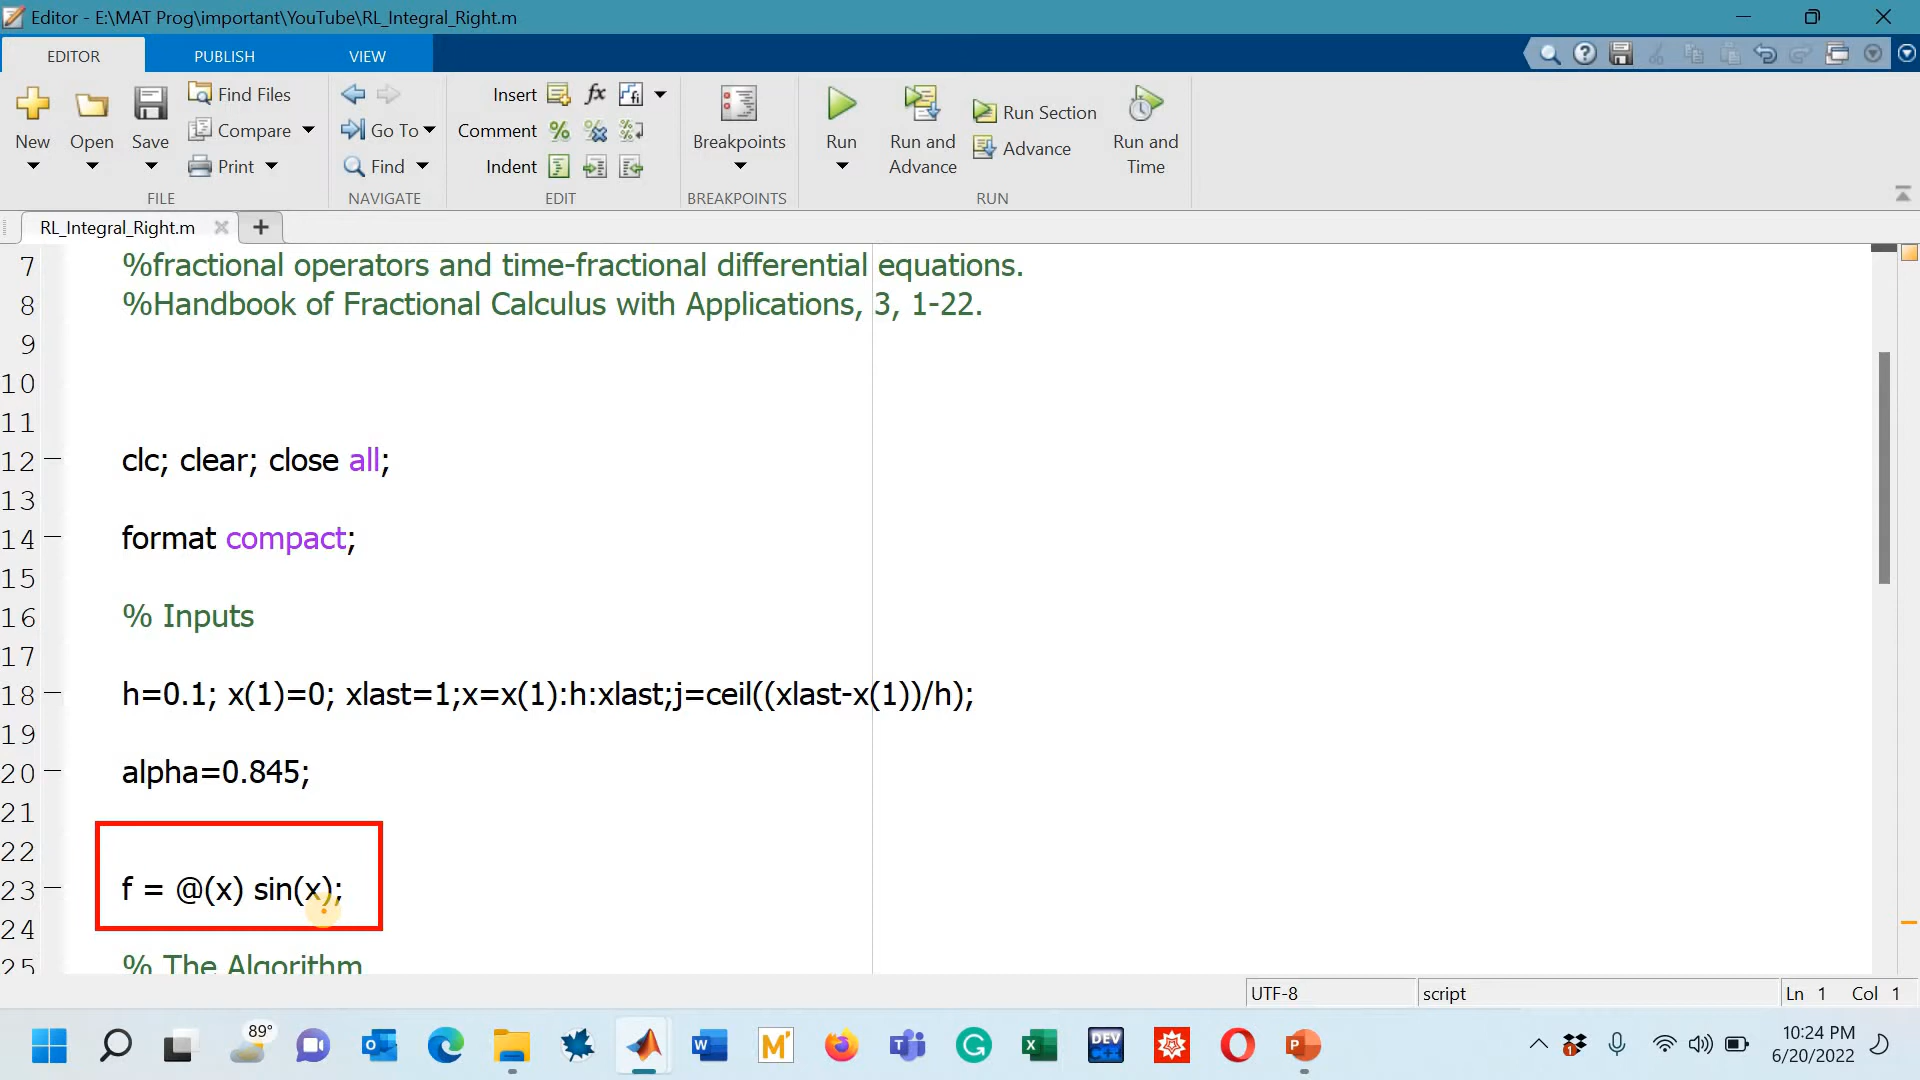 Editor - E:\MAT Prog\important\YouTube\RL_Integral_Right.m
EDITOR PUBLISH VIEW
New Open Save Find Files Compare Print
FILE
Go To Find
NAVIGATE
Insert fx
Comment
Indent
EDIT
Breakpoints
BREAKPOINTS
Run Run and Advance Run Section Advance Run and Time
RUN
RL_Integral_Right.m
7 %fractional operators and time-fractional differential equations.
8 %Handbook of Fractional Calculus with Applications, 3, 1-22.
9
10
11
12 clc; clear; close all;
13
14 format compact;
15
16 % Inputs
17
18 h=0.1; x(1)=0; xlast=1;x=x(1):h:xlast;j=ceil((xlast-x(1))/h);
19
20 alpha=0.845;
21
22
23 f = @(x) sin(x);
24
25 % The Algorithm
UTF-8 script Ln 1 Col 1
89°
DEV C++
10:24 PM
6/20/2022